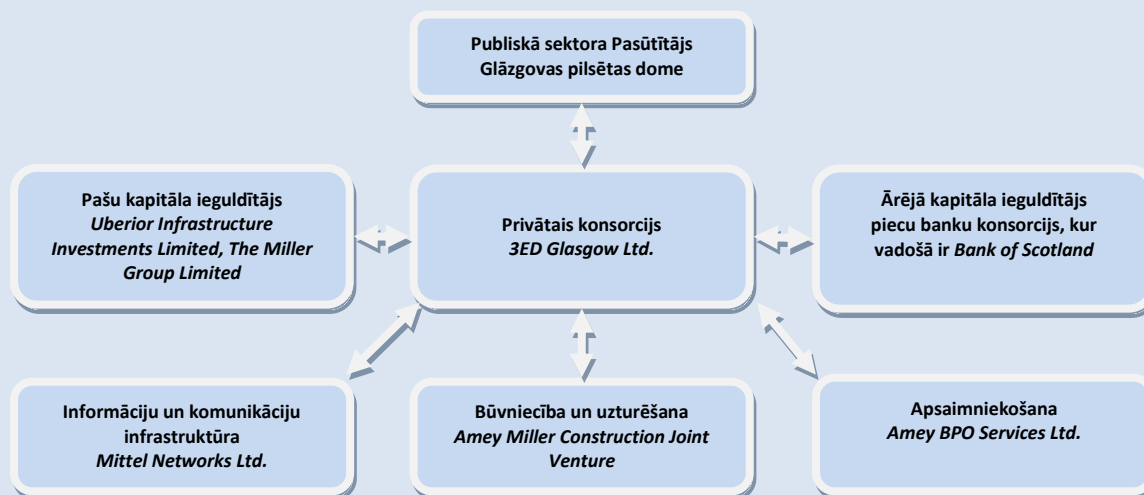 Publiskā sektora Pasūtītājs
Glāzgovas pilsētas dome
Pašu kapitāla ieguldītājs
Uberior Infrastructure
Investments Limited, The Miller
Group Limited
Privātais konsorcijs
3ED Glasgow Ltd.
Ārējā kapitāla ieguldītājs
piecu banku konsorcijs, kur
vadošā ir Bank of Scotland
Informāciju un komunikāciju
infrastruktūra
Mittel Networks Ltd.
Būvniecība un uzturēšana
Amey Miller Construction Joint
Venture
Apsaimniekošana
Amey BPO Services Ltd.